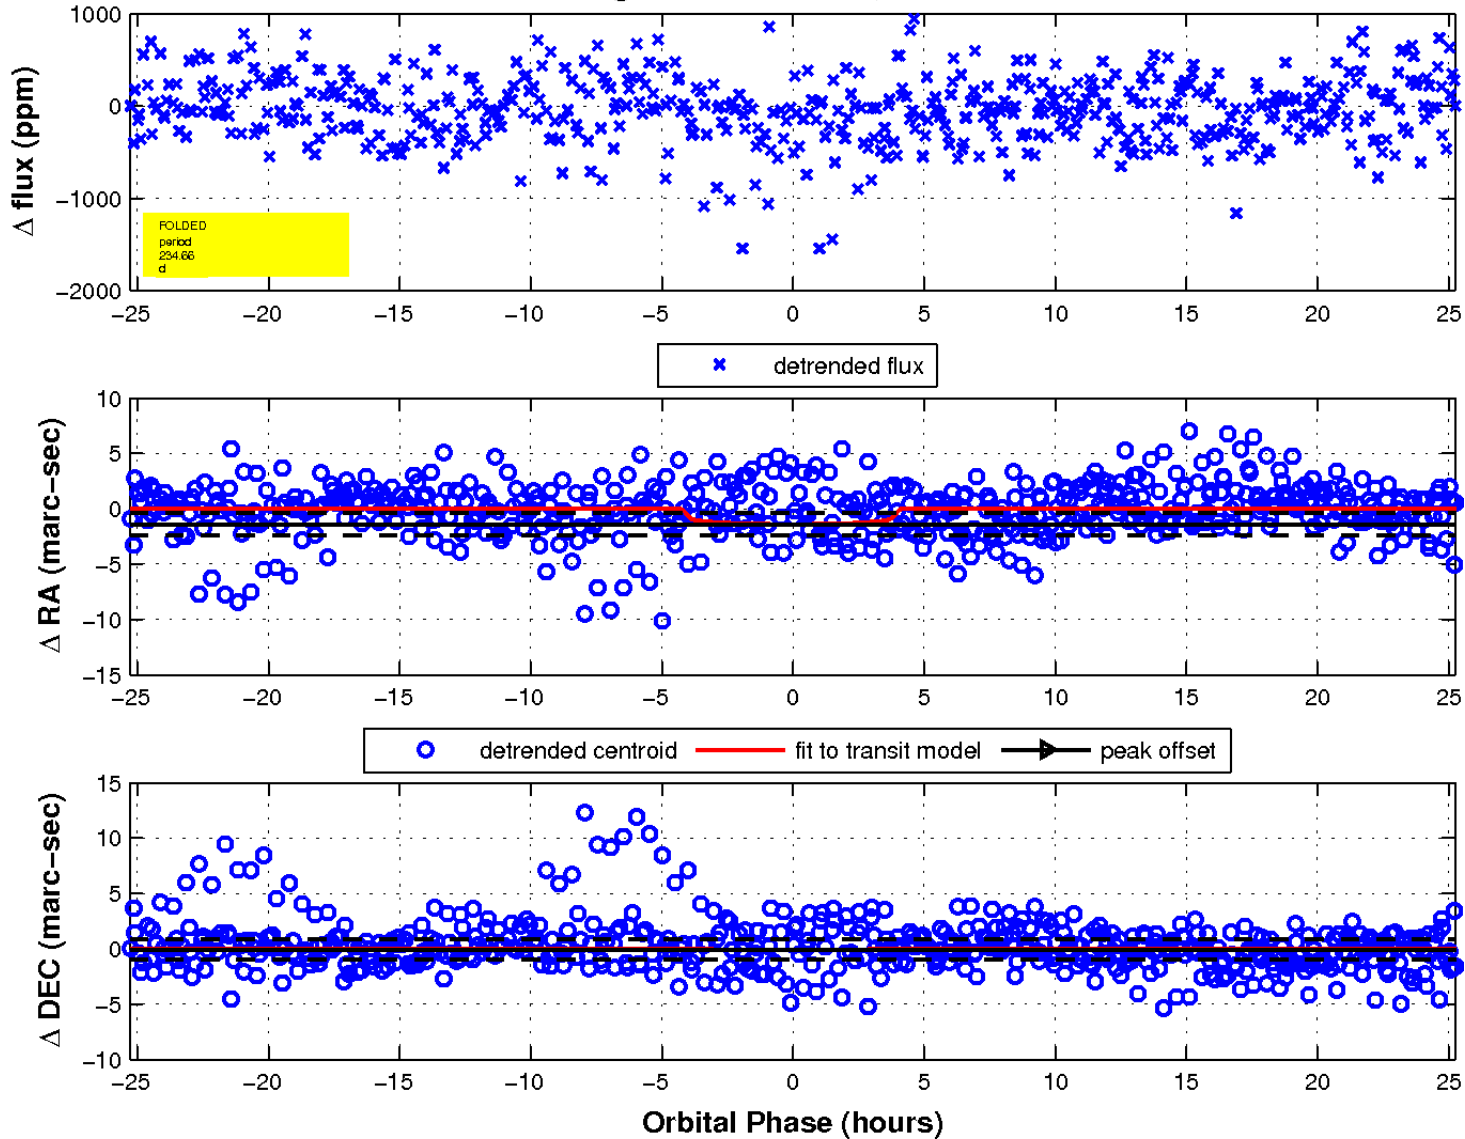 1000
0
−1000
−2000
Δ flux (ppm)
FOLDED
period
234.66
d
−25 −20 −15 −10 −5 0 5 10 15 20 25
detrended flux
10
5
0
−5
−10
−15
Δ RA (marc−sec)
−25 −20 −15 −10 −5 0 5 10 15 20 25
detrended centroid fit to transit model peak offset
15
10
5
0
−5
−10
Δ DEC (marc−sec)
−25 −20 −15 −10 −5 0 5 10 15 20 25
Orbital Phase (hours)